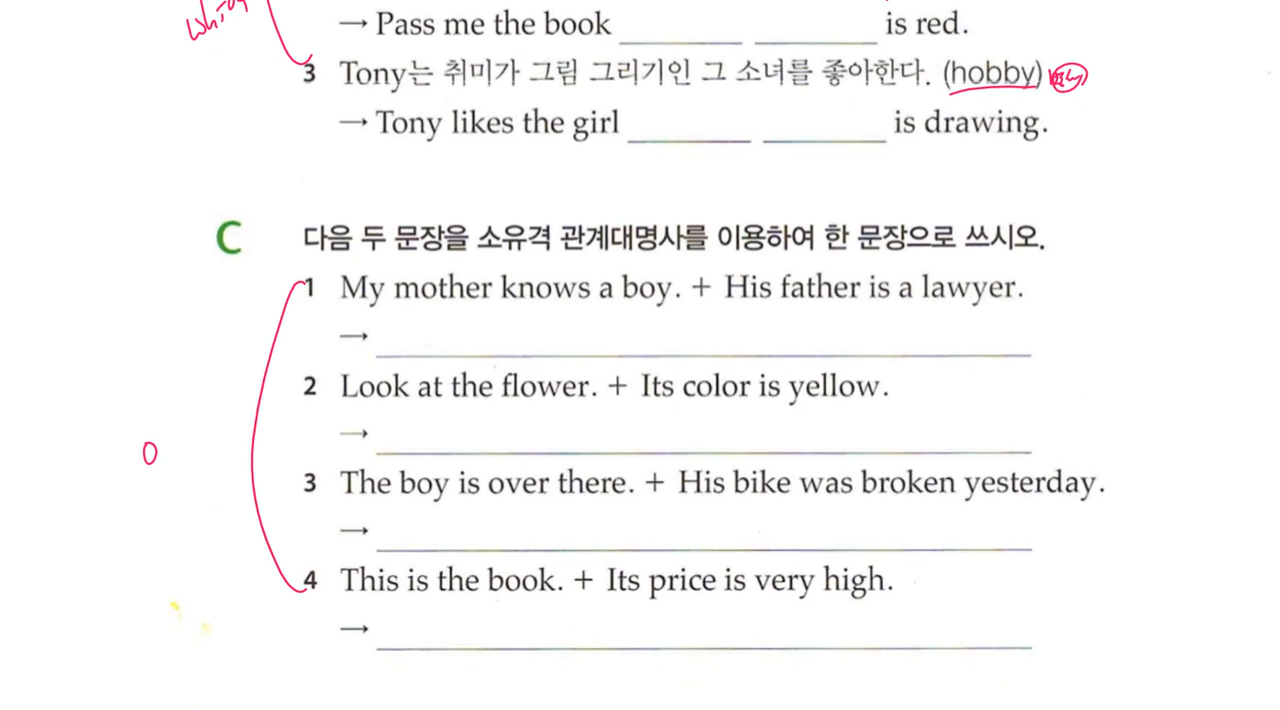 → Pass me the book ______ ______ is red.
3 Tony는 취미가 그림 그리기인 그 소녀를 좋아한다. (hobby)
→ Tony likes the girl ______ ______ is drawing.
C 다음 두 문장을 소유격 관계대명사를 이용하여 한 문장으로 쓰시오.
1 My mother knows a boy. + His father is a lawyer.
→
2 Look at the flower. + Its color is yellow.
→
3 The boy is over there. + His bike was broken yesterday.
→
4 This is the book. + Its price is very high.
→